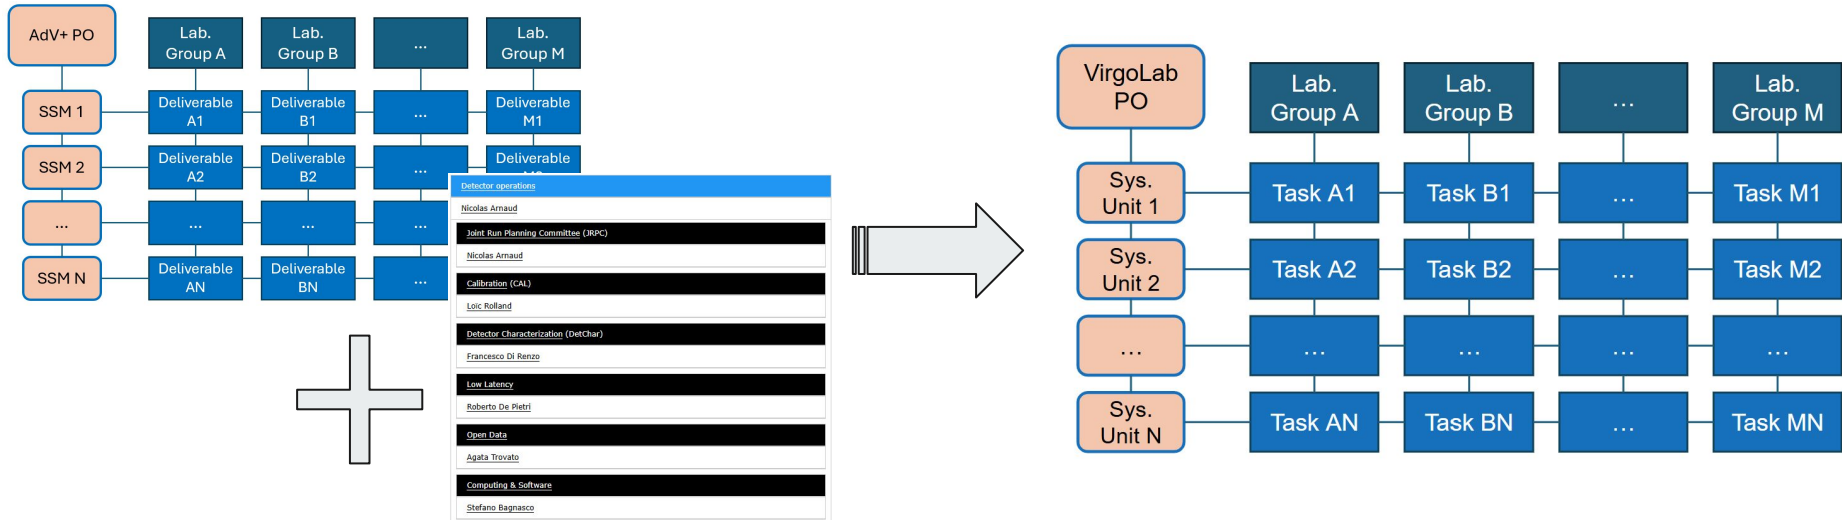 AdV+ PO
Lab.
Group A
Lab.
Group B
...
Lab.
Group M
SSM 1
Deliverable
A1
Deliverable
B1
...
Deliverable
M1
SSM 2
Deliverable
A2
Deliverable
B2
...
Deliverable
...
...
...
...
SSM N
Deliverable
AN
Deliverable
BN
...
Detector operations
Nicolas Arnaud
Joint Run Planning Committee (JRPC)
Nicolas Arnaud
Calibration (CAL)
Loïc Rolland
Detector Characterization (DetChar)
Francesco Di Renzo
Low Latency
Roberto De Pietri
Open Data
Agata Trovato
Computing & Software
Stefano Bagnasco
VirgoLab
PO
Lab.
Group A
Lab.
Group B
...
Lab.
Group M
Sys.
Unit 1
Task A1
Task B1
...
Task M1
Sys.
Unit 2
Task A2
Task B2
...
Task M2
...
...
...
...
...
Sys.
Unit N
Task AN
Task BN
...
Task MN